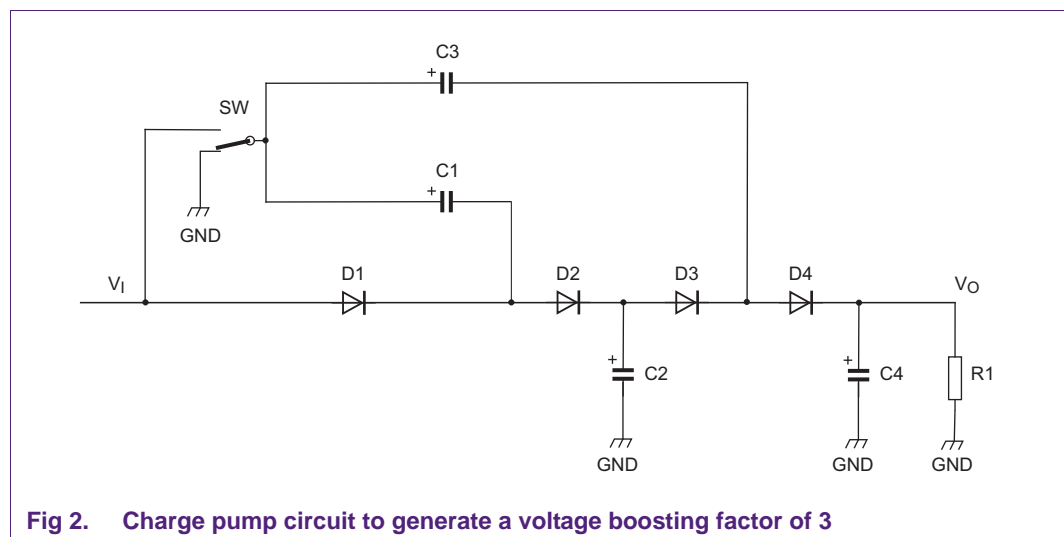 C3
+
SW
C1
+
GND
VI
D1
D2
D3
D4
VO
+
C2
+
C4
R1
GND
GND
GND
Fig 2. Charge pump circuit to generate a voltage boosting factor of 3